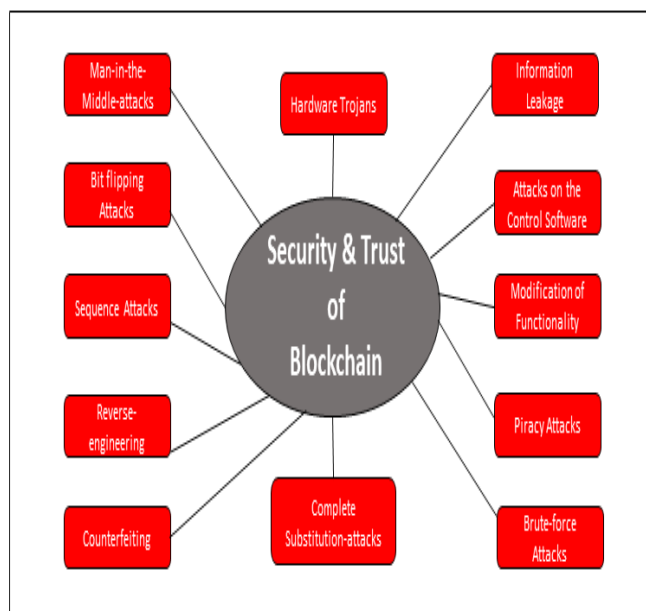 Man-in-the-
Middle-attacks
Hardware Trojans
Information
Leakage
Bit flipping
Attacks
Attacks on the
Control Software
Security & Trust
of
Blockchain
Sequence Attacks
Modification of
Functionality
Reverse-
engineering
Piracy Attacks
Counterfeiting
Complete
Substitution-attacks
Brute-force
Attacks